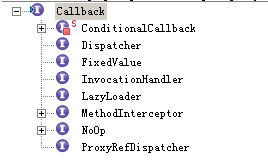 Callback
S
ConditionalCallback
Dispatcher
FixedValue
InvocationHandler
LazyLoader
MethodInterceptor
NoOp
ProxyRefDispatcher